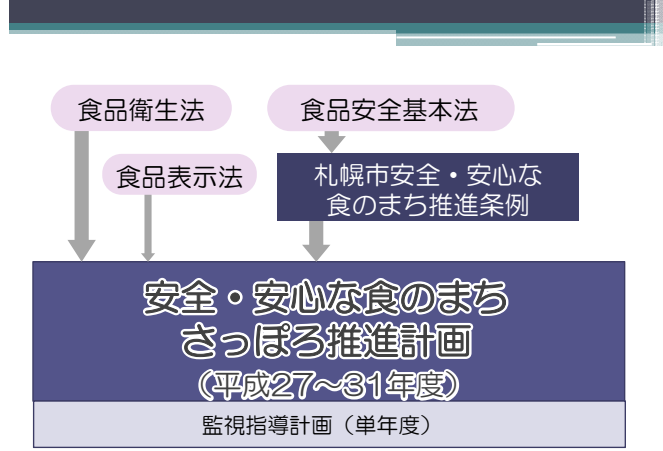 食品衛生法
食品安全基本法
食品表示法
札幌市安全・安心な
食のまち推進条例
安全・安心な食のまち
さっぽろ推進計画
（平成27～31年度）
監視指導計画（単年度）